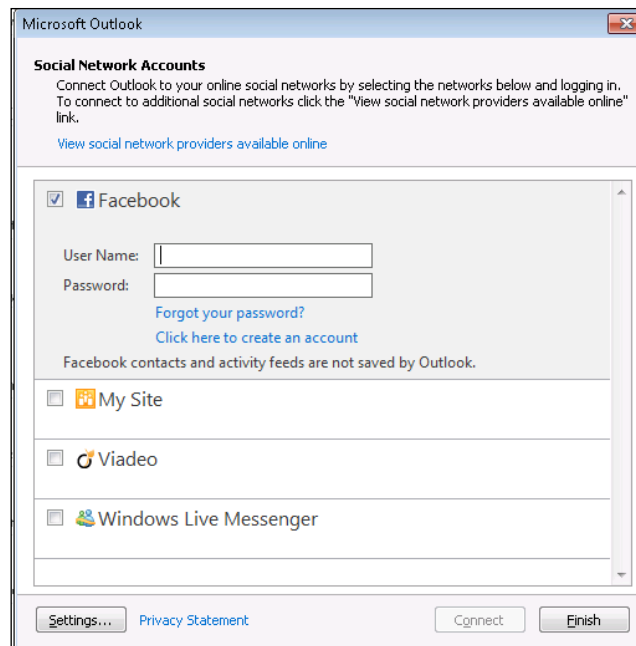 Microsoft Outlook
Social Network Accounts
Connect Outlook to your online social networks by selecting the networks below and logging in.
To connect to additional social networks click the "View social network providers available online"
link.
View social network providers available online
Facebook
User Name:
Password:
Forgot your password?
Click here to create an account
Facebook contacts and activity feeds are not saved by Outlook.
My Site
Viadeo
Windows Live Messenger
Settings... Privacy Statement Connect Finish